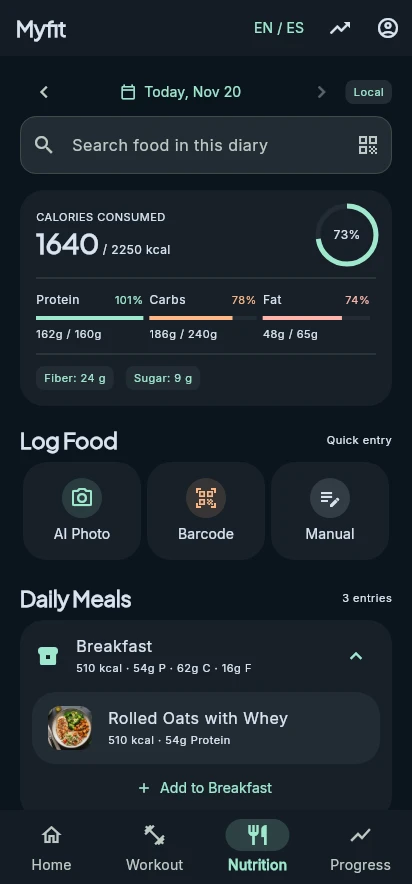 Myfit
EN / ES
Today, Nov 20
Local
Search food in this diary
CALORIES CONSUMED
1640 / 2250 kcal
73%
Protein 101% Carbs 78% Fat 74%
162g / 160g 186g / 240g 48g / 65g
Fiber: 24 g Sugar: 9 g
Log Food Quick entry
AI Photo Barcode Manual
Daily Meals 3 entries
Breakfast
510 kcal · 54g P · 62g C · 16g F
Rolled Oats with Whey
510 kcal · 54g Protein
+ Add to Breakfast
Home Workout Nutrition Progress